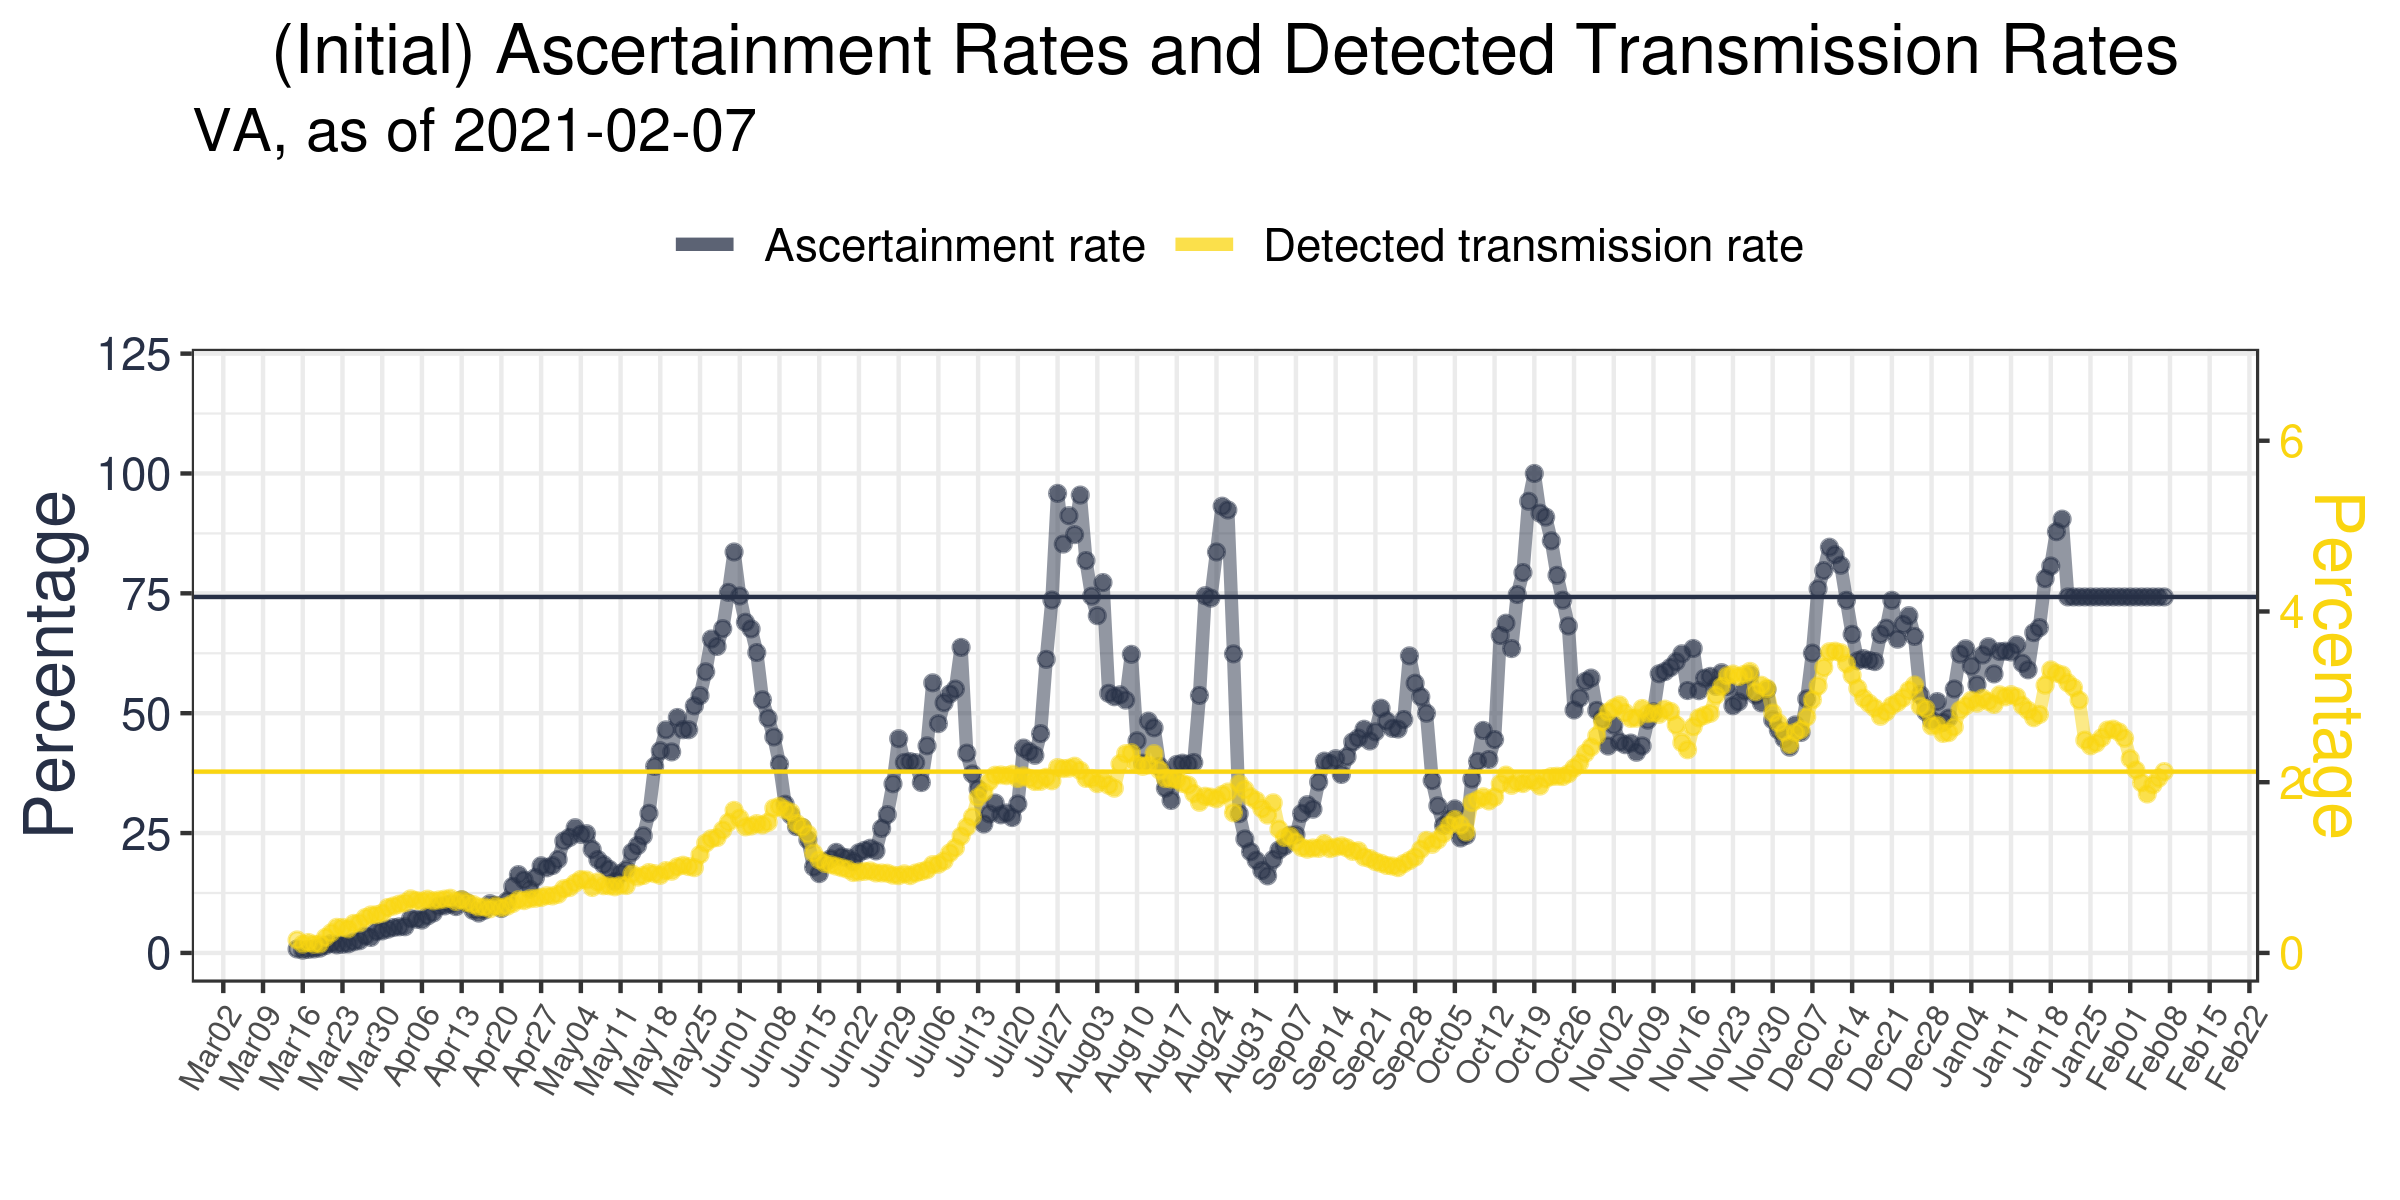 (Initial) Ascertainment Rates and Detected Transmission Rates
VA, as of 2021-02-07
Ascertainment rate Detected transmission rate
Percentage
125
100
75
50
25
0
6
4
2
0
Percentage
Mar02 Mar09 Mar16 Mar23 Mar30 Apr06 Apr13 Apr20 Apr27 May04 May11 May18 May25 Jun01 Jun08 Jun15 Jun22 Jun29 Jul06 Jul13 Jul20 Jul27 Aug03 Aug10 Aug17 Aug24 Aug31 Sep07 Sep14 Sep21 Sep28 Oct05 Oct12 Oct19 Oct26 Nov02 Nov09 Nov16 Nov23 Nov30 Dec07 Dec14 Dec21 Dec28 Jan04 Jan11 Jan18 Jan25 Feb01 Feb08 Feb15 Feb22